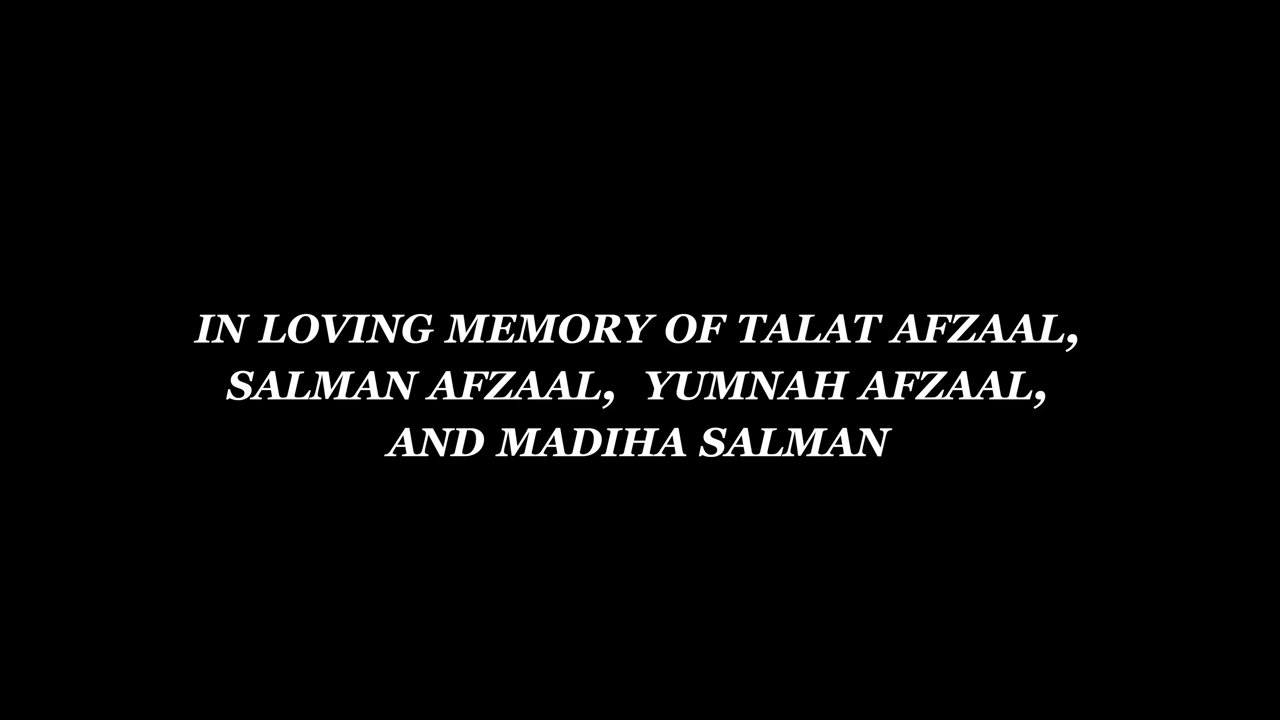 IN LOVING MEMORY OF TALAT AFZAAL,
SALMAN AFZAAL, YUMNAH AFZAAL,
AND MADIHA SALMAN